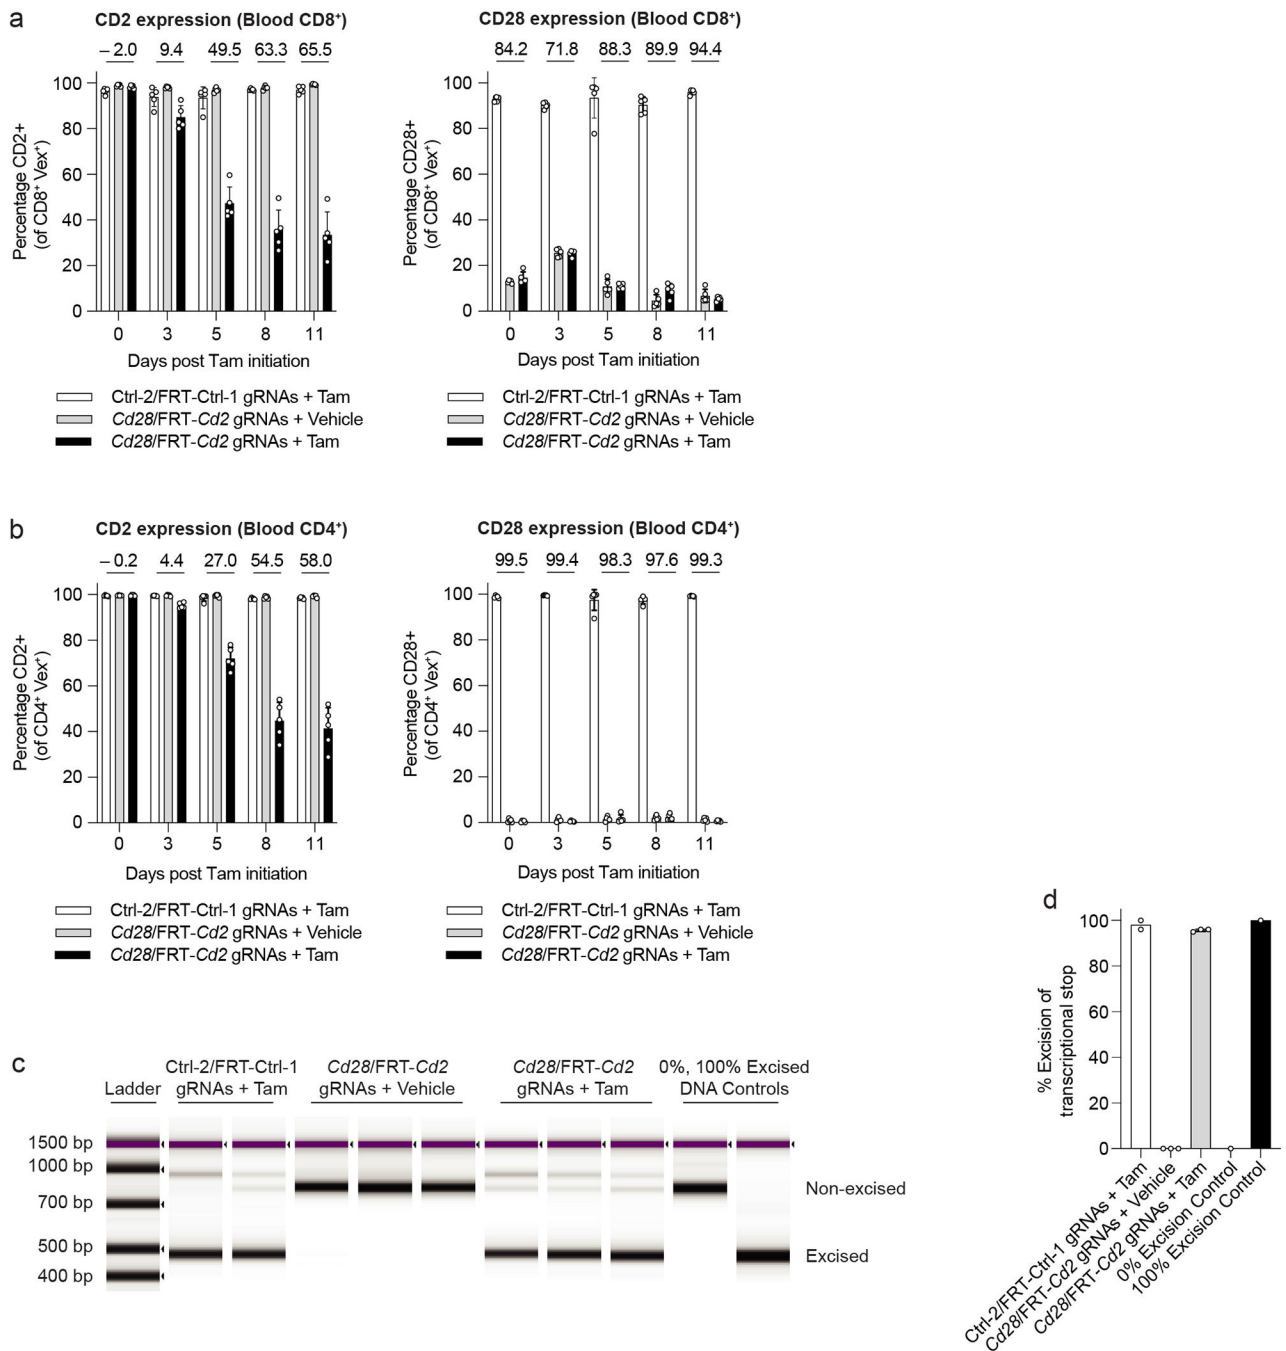 a
CD2 expression (Blood CD8⁺)
– 2.0 9.4 49.5 63.3 65.5
Percentage CD2+
(of CD8⁺ Vex⁺)
100
80
60
40
20
0
0 3 5 8 11
Days post Tam initiation
Ctrl-2/FRT-Ctrl-1 gRNAs + Tam
Cd28/FRT-Cd2 gRNAs + Vehicle
Cd28/FRT-Cd2 gRNAs + Tam
CD28 expression (Blood CD8⁺)
84.2 71.8 88.3 89.9 94.4
Percentage CD28+
(of CD8⁺ Vex⁺)
100
80
60
40
20
0
0 3 5 8 11
Days post Tam initiation
Ctrl-2/FRT-Ctrl-1 gRNAs + Tam
Cd28/FRT-Cd2 gRNAs + Vehicle
Cd28/FRT-Cd2 gRNAs + Tam
b
CD2 expression (Blood CD4⁺)
– 0.2 4.4 27.0 54.5 58.0
Percentage CD2+
(of CD4⁺ Vex⁺)
100
80
60
40
20
0
0 3 5 8 11
Days post Tam initiation
Ctrl-2/FRT-Ctrl-1 gRNAs + Tam
Cd28/FRT-Cd2 gRNAs + Vehicle
Cd28/FRT-Cd2 gRNAs + Tam
CD28 expression (Blood CD4⁺)
99.5 99.4 98.3 97.6 99.3
Percentage CD28+
(of CD4⁺ Vex⁺)
100
80
60
40
20
0
0 3 5 8 11
Days post Tam initiation
Ctrl-2/FRT-Ctrl-1 gRNAs + Tam
Cd28/FRT-Cd2 gRNAs + Vehicle
Cd28/FRT-Cd2 gRNAs + Tam
c
Ladder
Ctrl-2/FRT-Ctrl-1
gRNAs + Tam
Cd28/FRT-Cd2
gRNAs + Vehicle
Cd28/FRT-Cd2
gRNAs + Tam
0%, 100% Excised
DNA Controls
1500 bp
1000 bp
700 bp
500 bp
400 bp
Non-excised
Excised
d
% Excision of
transcriptional stop
100
80
60
40
20
0
Ctrl-2/FRT-Ctrl-1 gRNAs + Tam
Cd28/FRT-Cd2 gRNAs + Vehicle
Cd28/FRT-Cd2 gRNAs + Tam
0% Excision Control
100% Excision Control